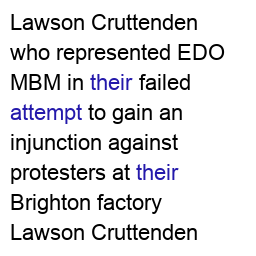 Lawson Cruttenden
who represented EDO
MBM in their failed
attempt to gain an
injunction against
protesters at their
Brighton factory
Lawson Cruttenden